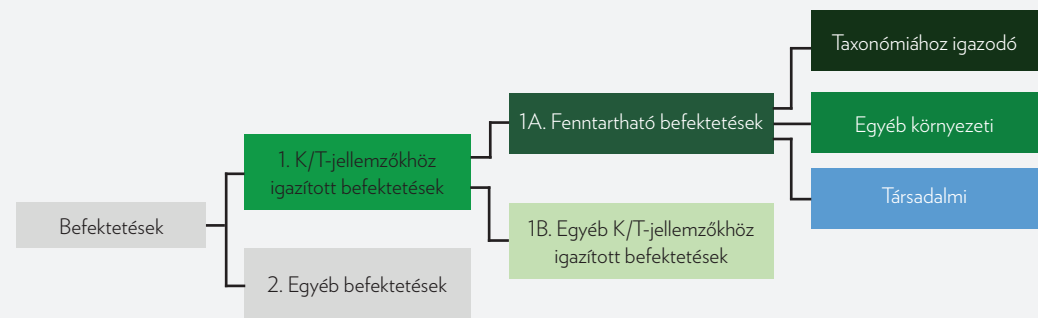 Befektetések
1. K/T-jellemzőkhöz
igazított befektetések
2. Egyéb befektetések
1A. Fenntartható befektetések
1B. Egyéb K/T-jellemzőkhöz
igazított befektetések
Taxonómiához igazodó
Egyéb környezeti
Társadalmi